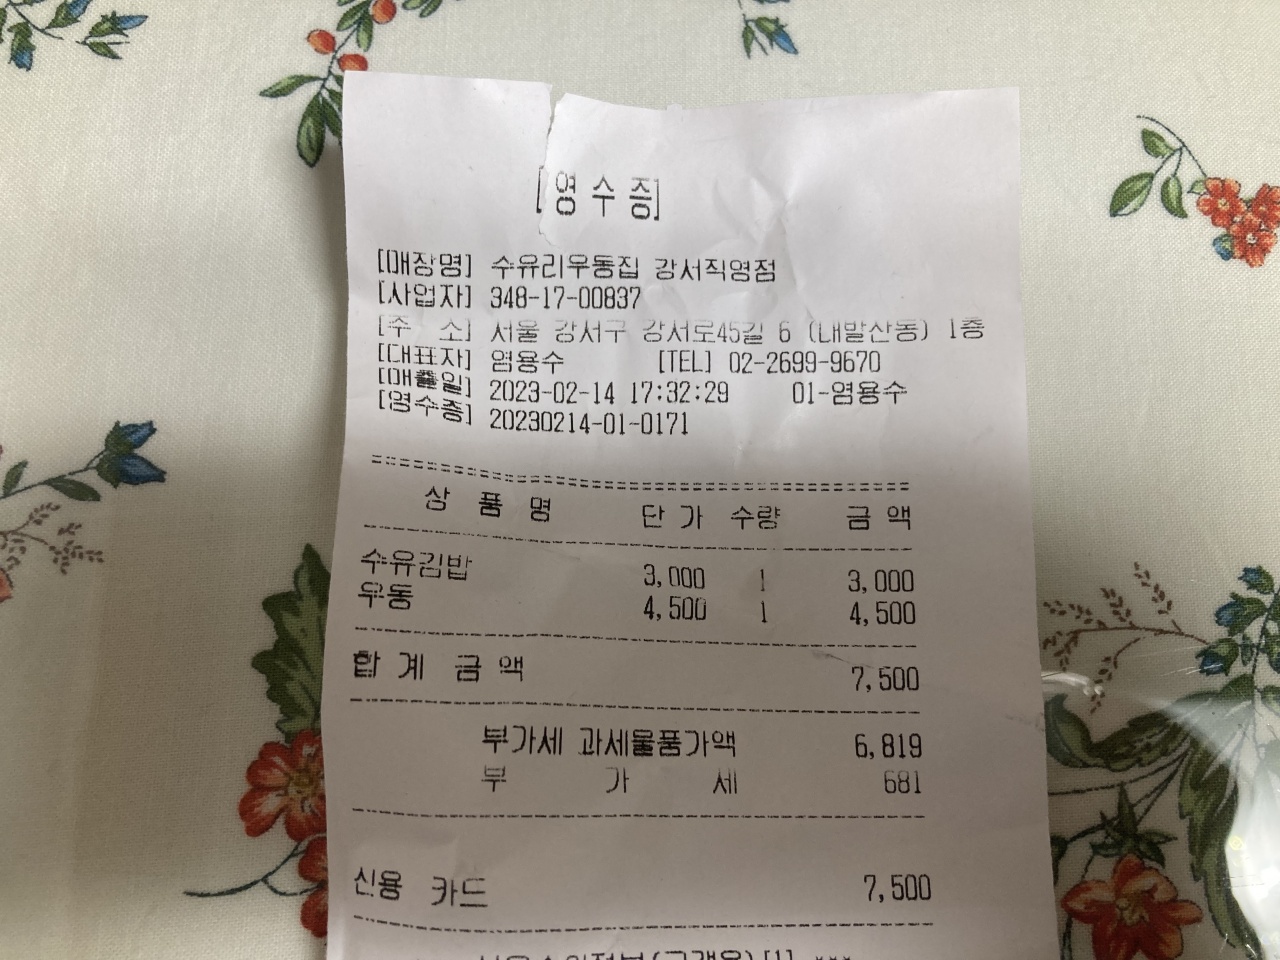 [영수증]
[매장명] 수유리우동집 강서직영점
[사업자] 348-17-00837
[주 소] 서울 강서구 강서로45길 6 (내발산동) 1층
[대표자] 염용수 [TEL] 02-2699-9670
[매출일] 2023-02-14 17:32:29 01-염용수
[영수증] 20230214-01-0171
상 품 명 단 가 수량 금 액
수유김밥 3,000 1 3,000
우동 4,500 1 4,500
합 계 금 액 7,500
부가세 과세물품가액 6,819
부 가 세 681
신용 카드 7,500